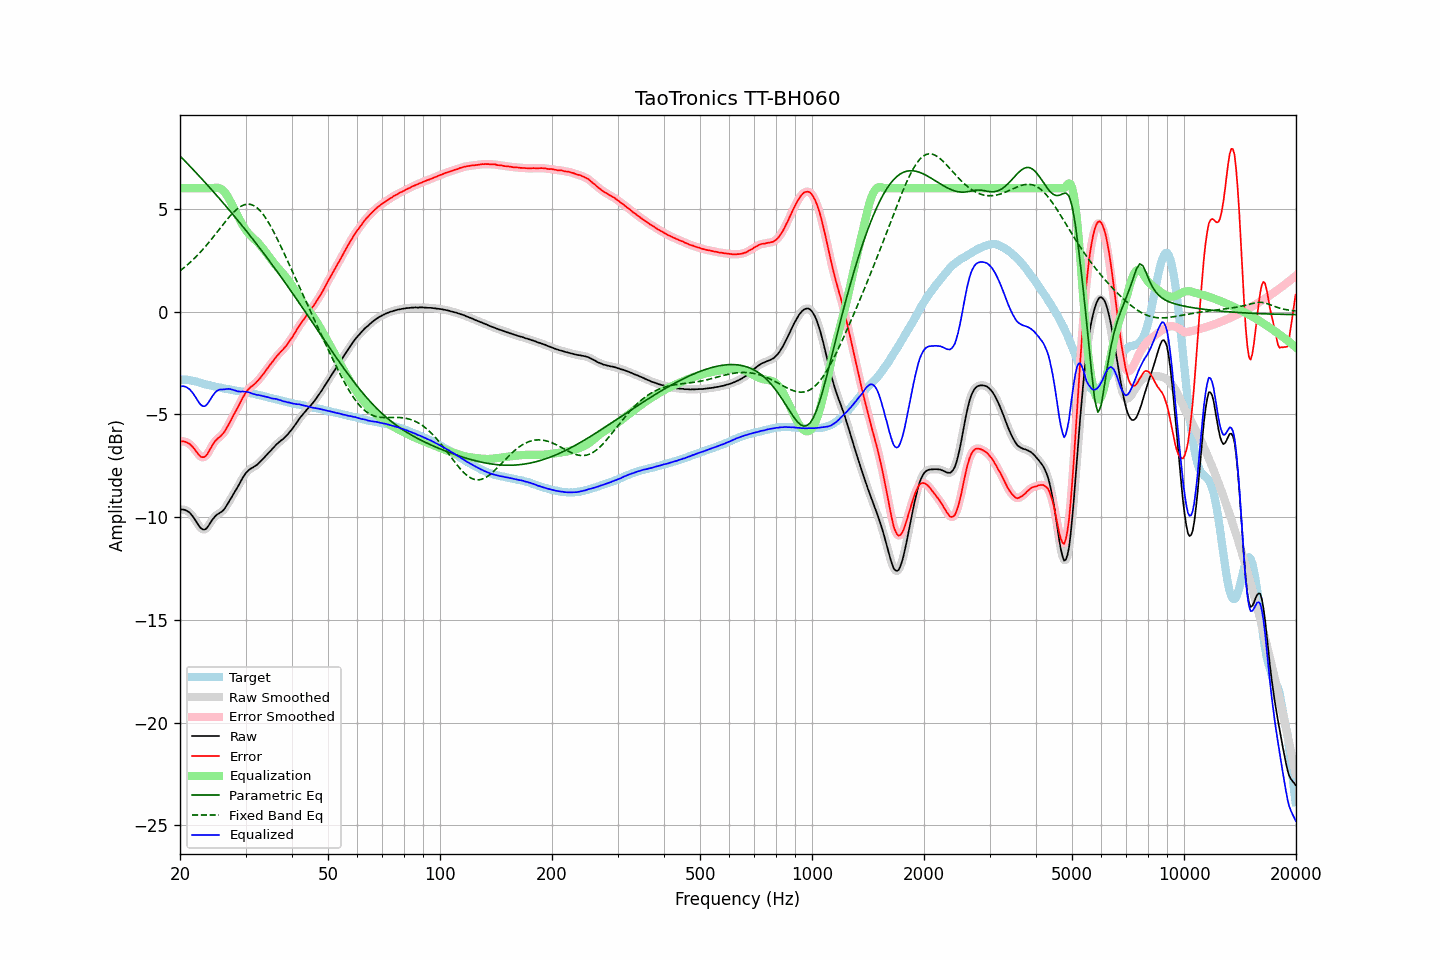 TaoTronics TT-BH060
Amplitude (dBr)
5
0
−5
−10
−15
−20
−25
Target
Raw Smoothed
Error Smoothed
Raw
Error
Equalization
Parametric Eq
Fixed Band Eq
Equalized
20 50 100 200 500 1000 2000 5000 10000 20000
Frequency (Hz)